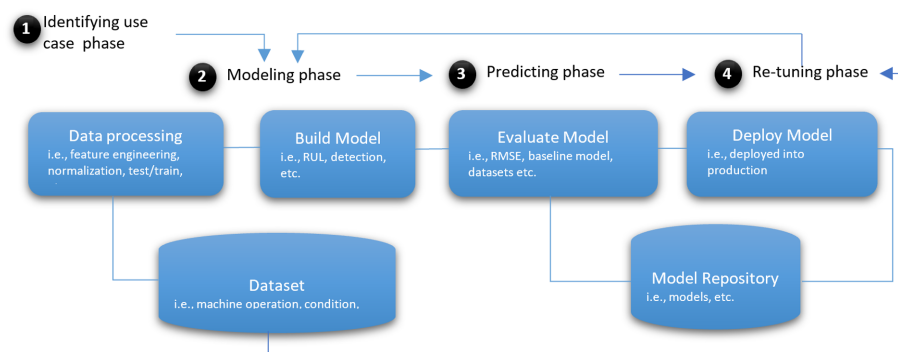 1 Identifying use
case phase
2 Modeling phase
3 Predicting phase
4 Re-tuning phase
Data processing
i.e., feature engineering,
normalization, test/train,
Build Model
i.e., RUL, detection,
etc.
Evaluate Model
i.e., RMSE, baseline model,
datasets etc.
Deploy Model
i.e., deployed into
production
Dataset
i.e., machine operation, condition,
Model Repository
i.e., models, etc.